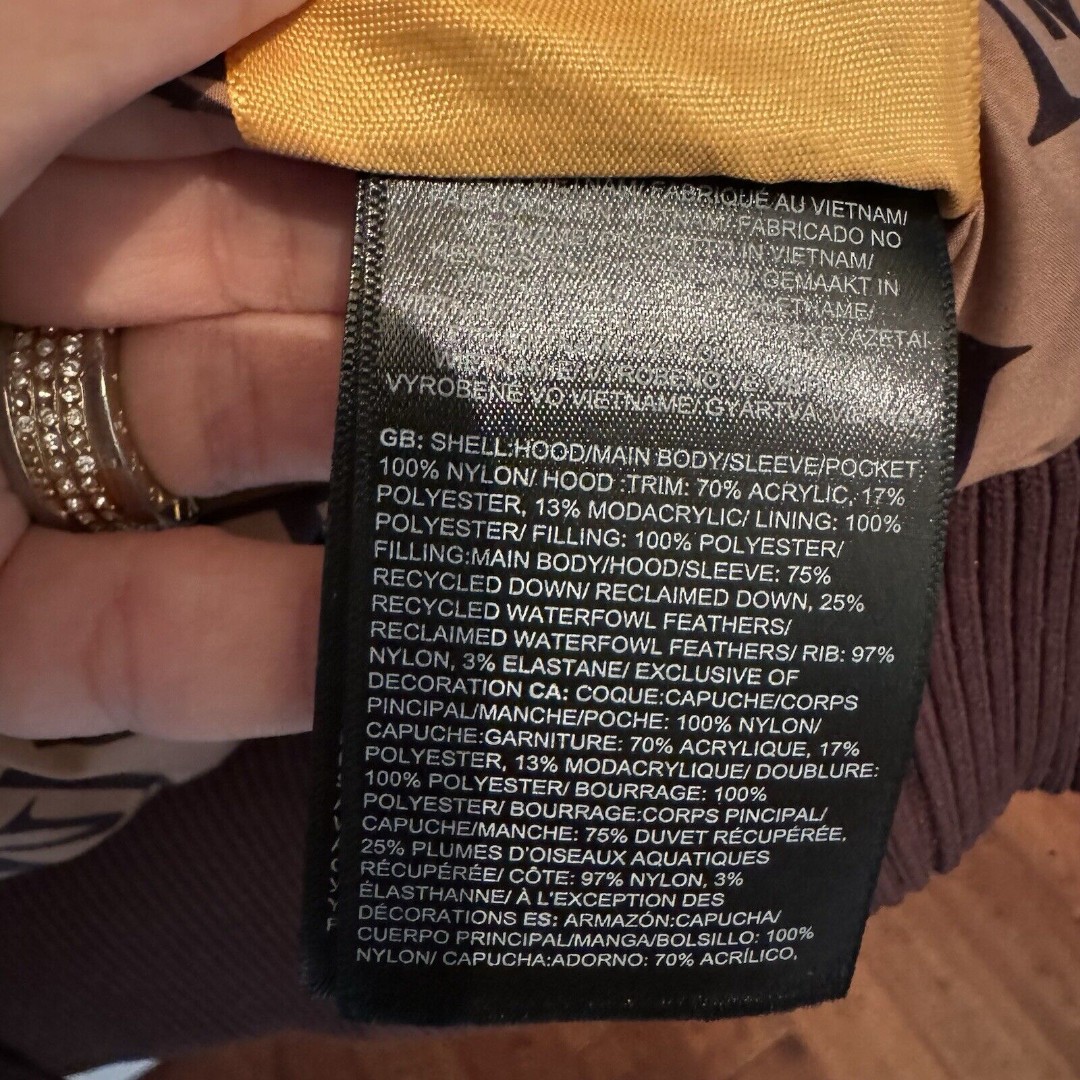 VIETNAM/ FABRIQUÉ AU VIETNAM/
VIETNAM/ FABRICADO NO
PRODOTTO IN VIETNAM/
GEMAAKT IN
VYROBENÉ VO VIETNAME/ GYÁRTVA
GB: SHELL:HOOD/MAIN BODY/SLEEVE/POCKET:
100% NYLON/ HOOD :TRIM: 70% ACRYLIC, 17%
POLYESTER, 13% MODACRYLIC/ LINING: 100%
POLYESTER/ FILLING: 100% POLYESTER/
FILLING:MAIN BODY/HOOD/SLEEVE: 75%
RECYCLED DOWN/ RECLAIMED DOWN, 25%
RECYCLED WATERFOWL FEATHERS/
RECLAIMED WATERFOWL FEATHERS/ RIB: 97%
NYLON, 3% ELASTANE/ EXCLUSIVE OF
DECORATION CA: COQUE:CAPUCHE/CORPS
PINCIPAL/MANCHE/POCHE: 100% NYLON/
CAPUCHE:GARNITURE: 70% ACRYLIQUE, 17%
POLYESTER, 13% MODACRYLIQUE/ DOUBLURE:
100% POLYESTER/ BOURRAGE: 100%
POLYESTER/ BOURRAGE:CORPS PINCIPAL/
CAPUCHE/MANCHE: 75% DUVET RÉCUPÉRÉE,
25% PLUMES D'OISEAUX AQUATIQUES
RÉCUPÉRÉE/ CÔTE: 97% NYLON, 3%
ÉLASTHANNE/ À L'EXCEPTION DES
DÉCORATIONS ES: ARMAZÓN:CAPUCHA/
CUERPO PRINCIPAL/MANGA/BOLSILLO: 100%
NYLON/ CAPUCHA:ADORNO: 70% ACRÍLICO,